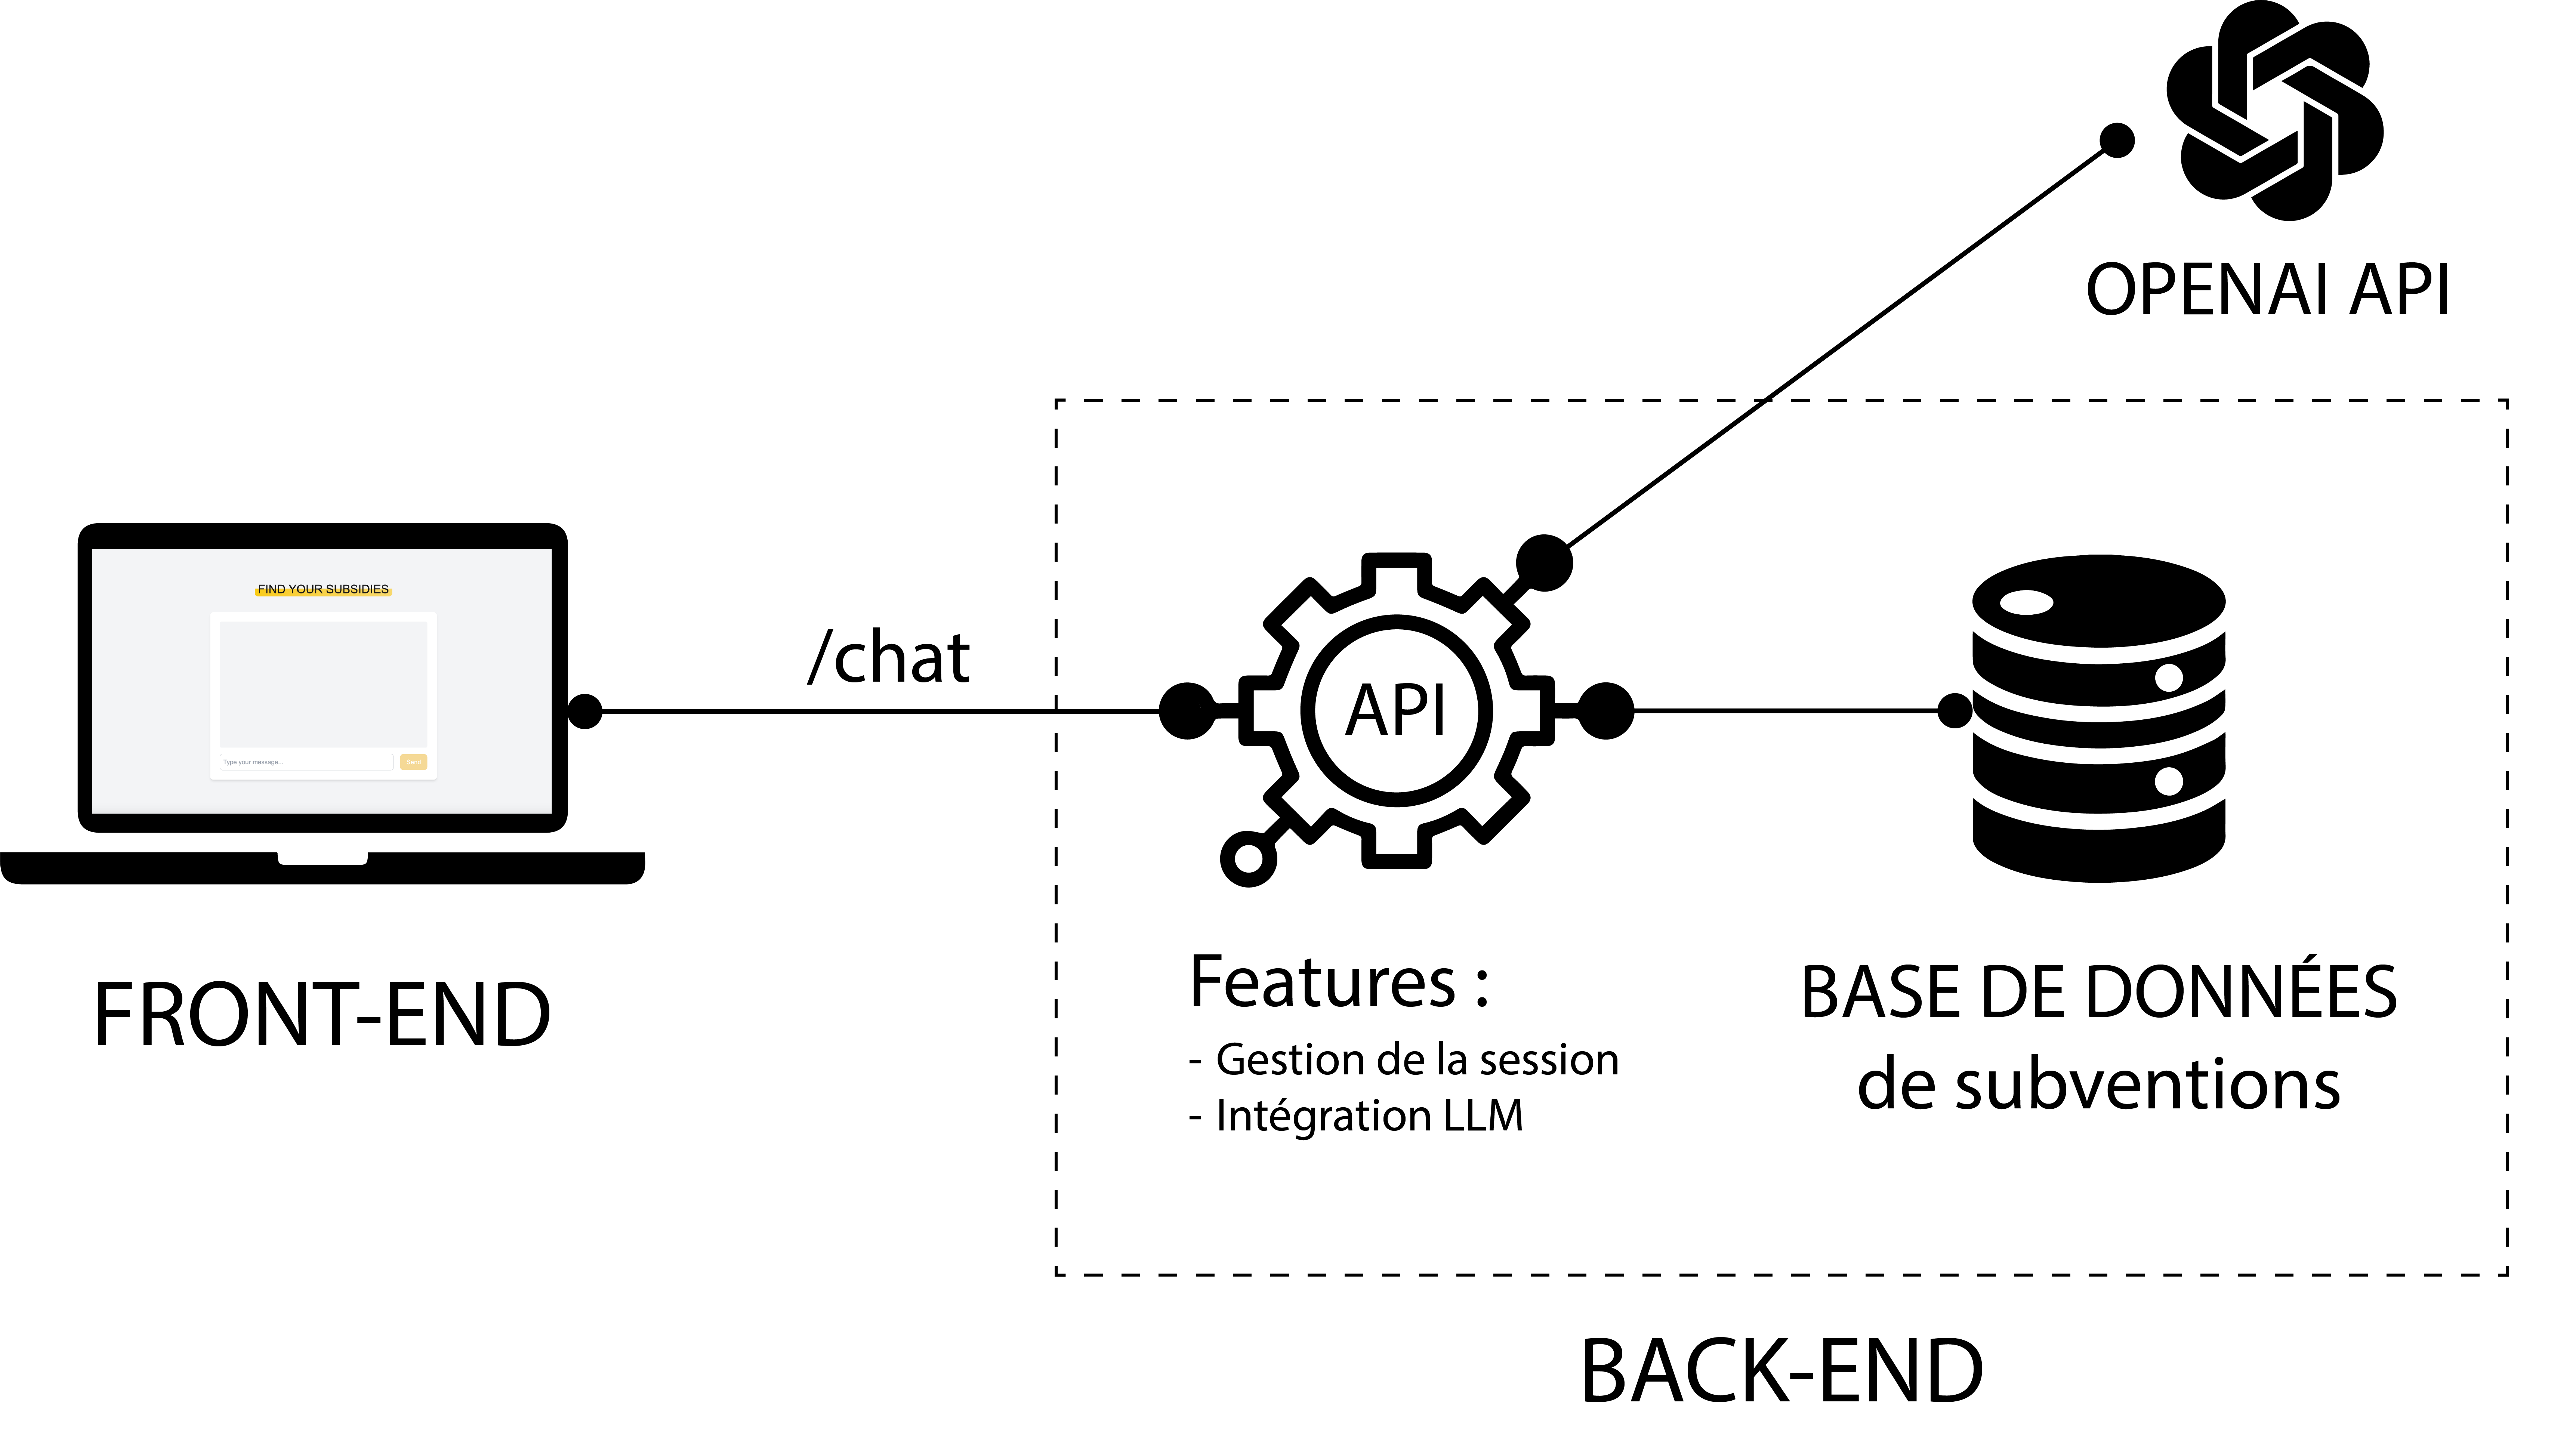 OPENAI API
FIND YOUR SUBSIDIES
Type your message...
Send
/chat
API
FRONT-END
Features :
- Gestion de la session
- Intégration LLM
BASE DE DONNÉES
de subventions
BACK-END